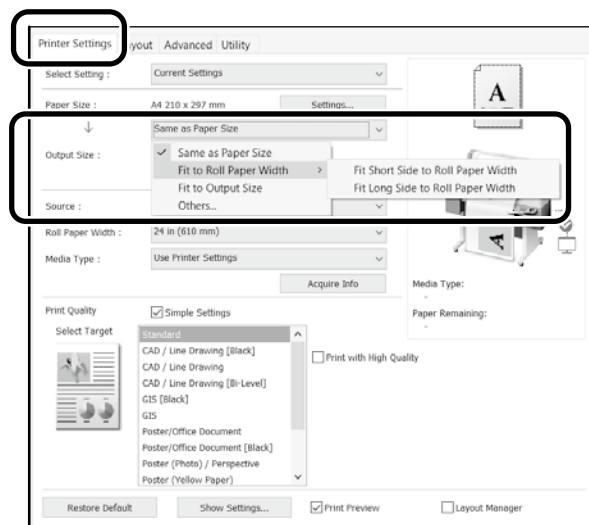 Printer Settings yout Advanced Utility
Select Setting : Current Settings
Paper Size : A4 210 x 297 mm Settings...
Same as Paper Size
Output Size :
Same as Paper Size
Fit to Roll Paper Width > Fit Short Side to Roll Paper Width
Fit to Output Size Fit Long Side to Roll Paper Width
Others...
Source :
Roll Paper Width : 24 in (610 mm)
Media Type : Use Printer Settings
Acquire Info
A
A
...
Media Type:
-
Paper Remaining:
-
Print Quality Simple Settings
Select Target
Standard
CAD / Line Drawing [Black]
CAD / Line Drawing
CAD / Line Drawing [Bi-Level]
GIS [Black]
GIS
Poster/Office Document
Poster/Office Document [Black]
Poster (Photo) / Perspective
Poster (Yellow Paper)
Print with High Quality
Restore Default Show Settings... Print Preview Layout Manager